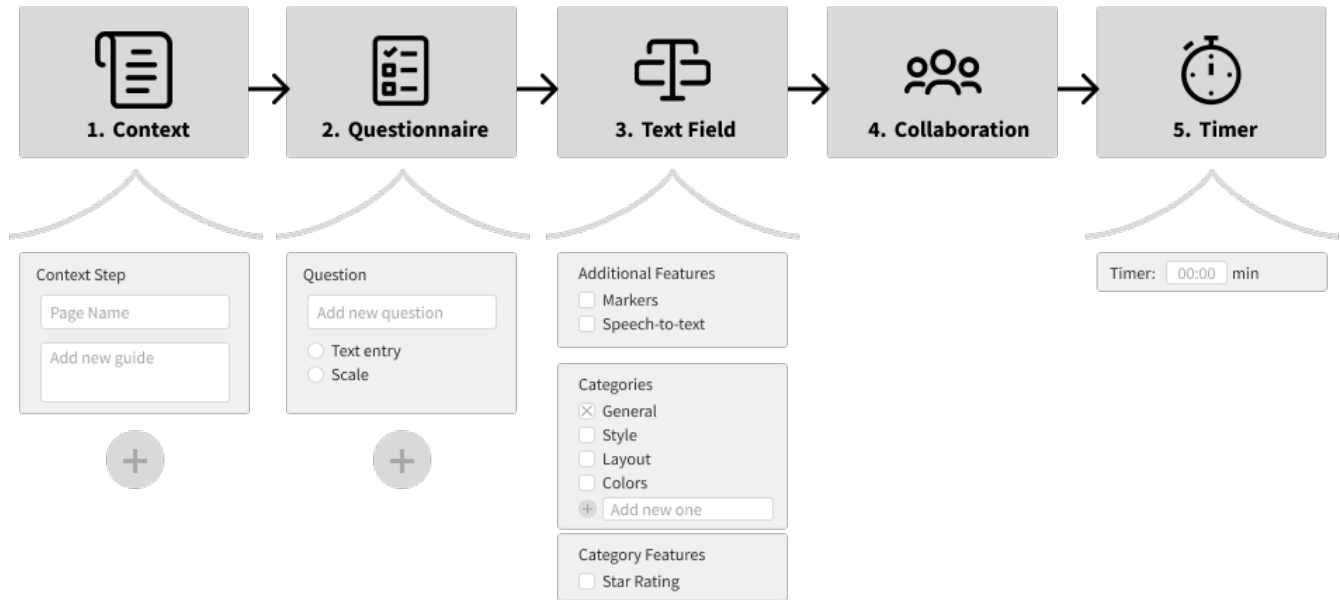 1. Context
2. Questionnaire
3. Text Field
4. Collaboration
5. Timer
Context Step
Page Name
Add new guide
Question
Add new question
Text entry
Scale
Additional Features
Markers
Speech-to-text
Categories
General
Style
Layout
Colors
Add new one
Category Features
Star Rating
Timer: 00:00 min